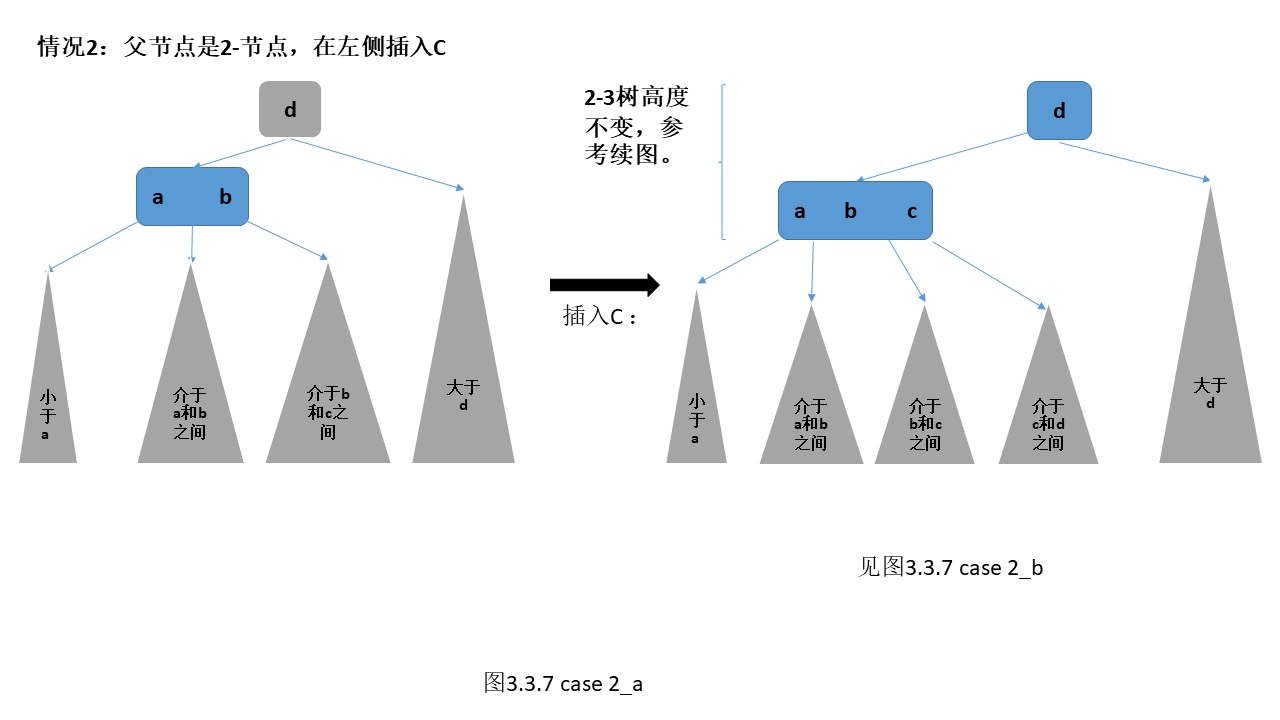 情况2：父节点是2-节点，在左侧插入C
d
a b
小
于
a
介于
a和b
之间
介于b
和c之
间
大于
d
插入C：
2-3树高度
不变，参
考续图。
d
a b c
小
于
a
介于
a和b
之间
介于
b和c
之间
介于
c和d
之间
大于
d
见图3.3.7 case 2_b
图3.3.7 case 2_a